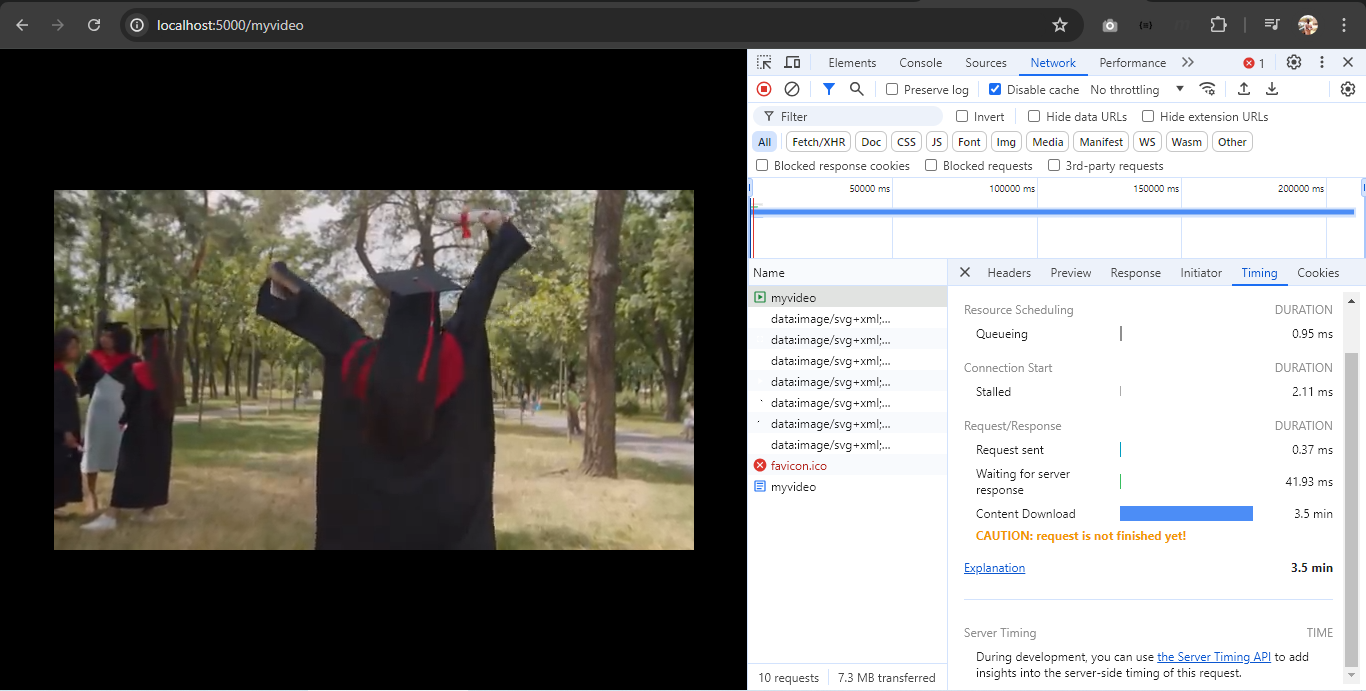 localhost:5000/myvideo
Elements Console Sources Network Performance 1
Preserve log Disable cache No throttling
Filter Invert Hide data URLs Hide extension URLs
All Fetch/XHR Doc CSS JS Font Img Media Manifest WS Wasm Other
Blocked response cookies Blocked requests 3rd-party requests
50000 ms 100000 ms 150000 ms 200000 ms
Name
myvideo
data:image/svg+xml;...
data:image/svg+xml;...
data:image/svg+xml;...
data:image/svg+xml;...
data:image/svg+xml;...
data:image/svg+xml;...
data:image/svg+xml;...
favicon.ico
myvideo
10 requests 7.3 MB transferred
Headers Preview Response Initiator Timing Cookies
Resource Scheduling DURATION
Queueing 0.95 ms
Connection Start DURATION
Stalled 2.11 ms
Request/Response DURATION
Request sent 0.37 ms
Waiting for server
response 41.93 ms
Content Download 3.5 min
CAUTION: request is not finished yet!
Explanation 3.5 min
Server Timing TIME
During development, you can use the Server Timing API to add
insights into the server-side timing of this request.